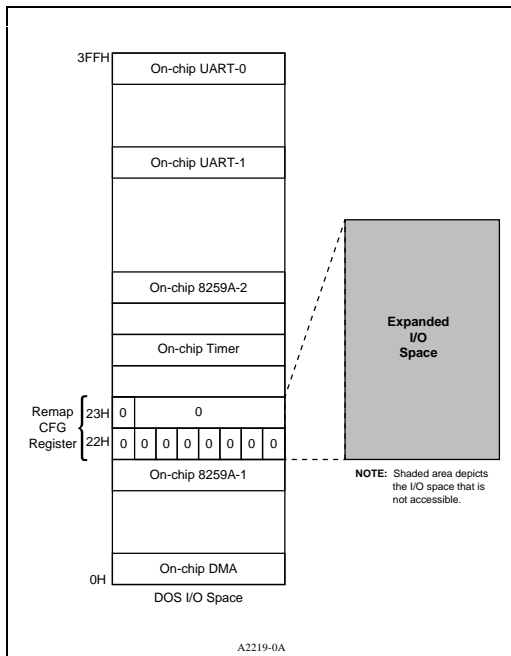 3FFH
On-chip UART-0
On-chip UART-1
On-chip 8259A-2
On-chip Timer
Remap
CFG
Register
23H
0
0
22H
0 0 0 0 0 0 0 0
On-chip 8259A-1
On-chip DMA
0H
DOS I/O Space
Expanded
I/O
Space
NOTE: Shaded area depicts
the I/O space that is
not accessible.
A2219-0A